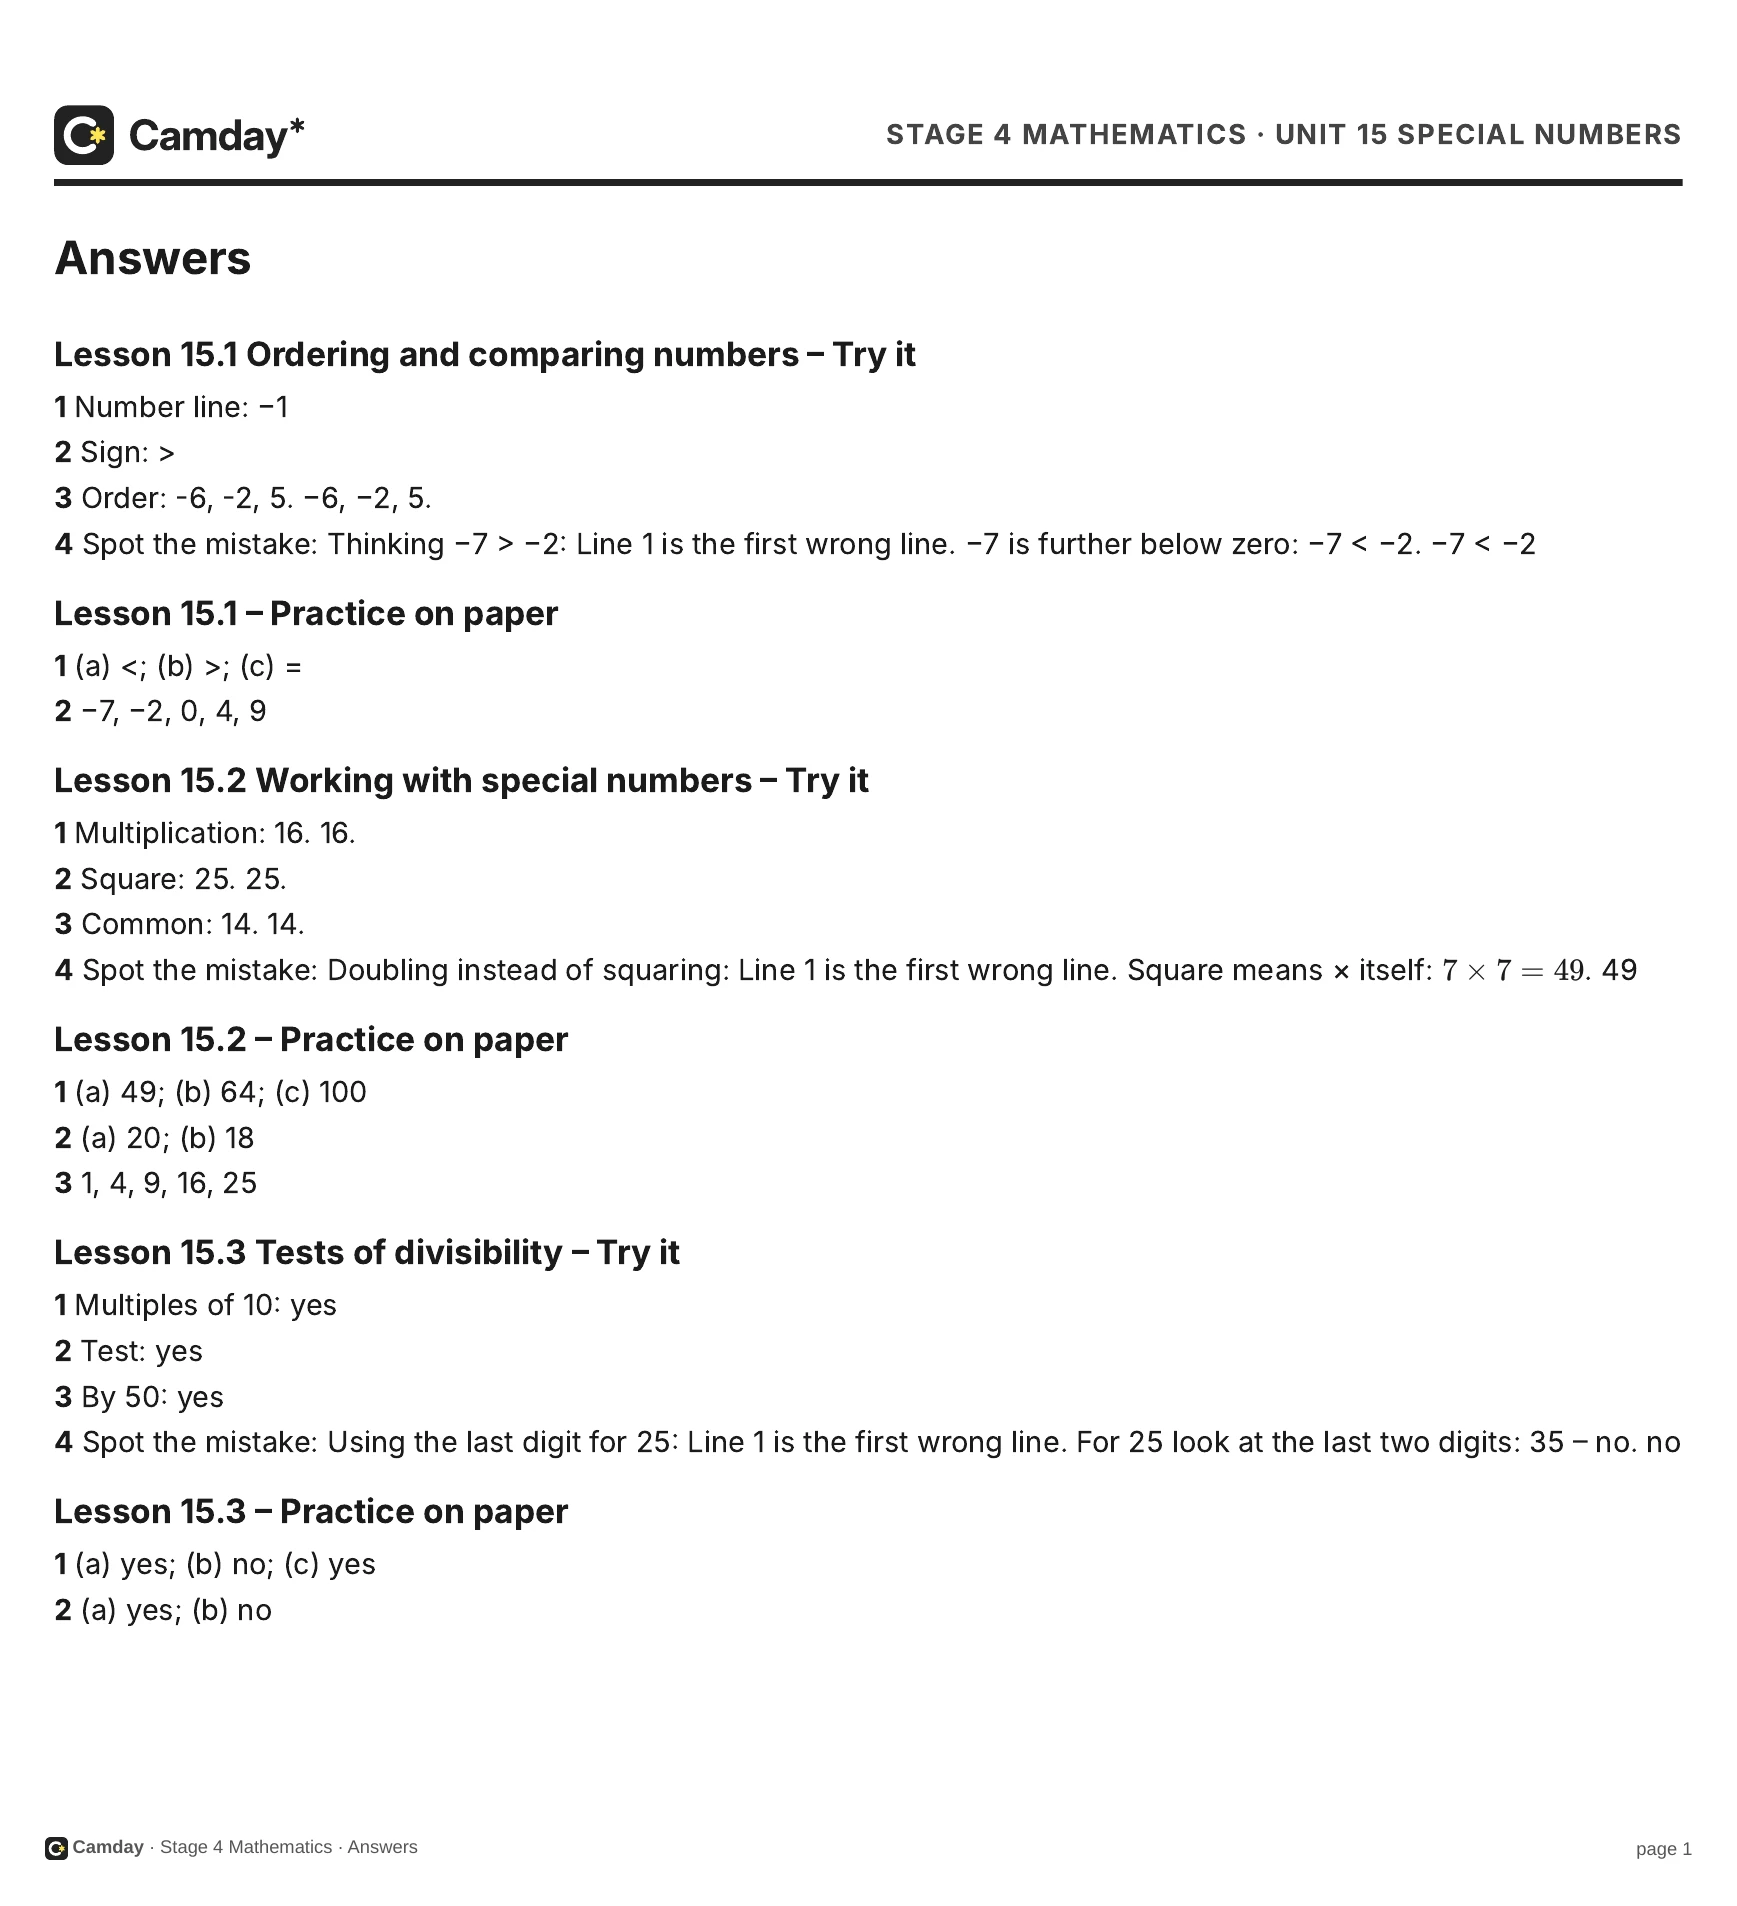 Camday*
STAGE 4 MATHEMATICS · UNIT 15 SPECIAL NUMBERS
Answers
Lesson 15.1 Ordering and comparing numbers – Try it
1 Number line: −1
2 Sign: >
3 Order: -6, -2, 5. −6, −2, 5.
4 Spot the mistake: Thinking −7 > −2: Line 1 is the first wrong line. −7 is further below zero: −7 < −2. −7 < −2
Lesson 15.1 – Practice on paper
1 (a) <; (b) >; (c) =
2 −7, −2, 0, 4, 9
Lesson 15.2 Working with special numbers – Try it
1 Multiplication: 16. 16.
2 Square: 25. 25.
3 Common: 14. 14.
4 Spot the mistake: Doubling instead of squaring: Line 1 is the first wrong line. Square means × itself: 7 × 7 = 49. 49
Lesson 15.2 – Practice on paper
1 (a) 49; (b) 64; (c) 100
2 (a) 20; (b) 18
3 1, 4, 9, 16, 25
Lesson 15.3 Tests of divisibility – Try it
1 Multiples of 10: yes
2 Test: yes
3 By 50: yes
4 Spot the mistake: Using the last digit for 25: Line 1 is the first wrong line. For 25 look at the last two digits: 35 – no. no
Lesson 15.3 – Practice on paper
1 (a) yes; (b) no; (c) yes
2 (a) yes; (b) no
Camday · Stage 4 Mathematics · Answers
page 1